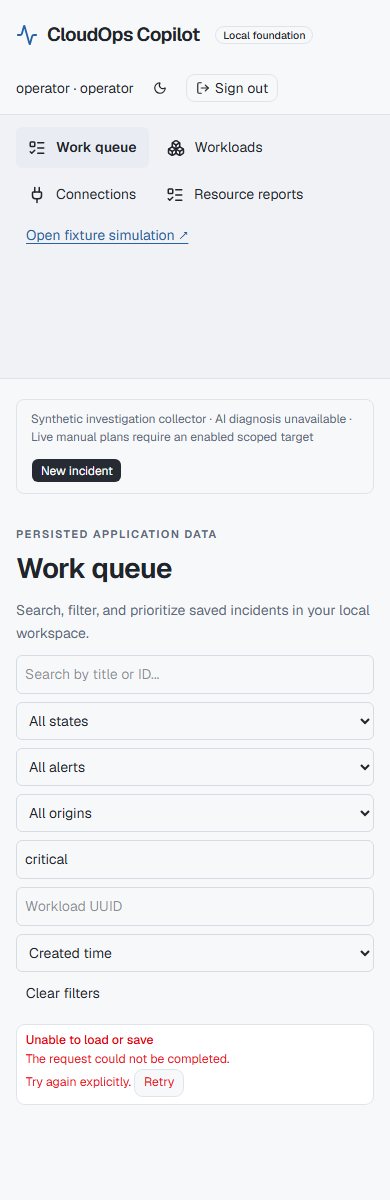 CloudOps Copilot
Local foundation
operator · operator
Sign out
Work queue
Workloads
Connections
Resource reports
Open fixture simulation ↗
Synthetic investigation collector · AI diagnosis unavailable ·
Live manual plans require an enabled scoped target
New incident
PERSISTED APPLICATION DATA
Work queue
Search, filter, and prioritize saved incidents in your local
workspace.
Search by title or ID...
All states
All alerts
All origins
critical
Workload UUID
Created time
Clear filters
Unable to load or save
The request could not be completed.
Try again explicitly. Retry